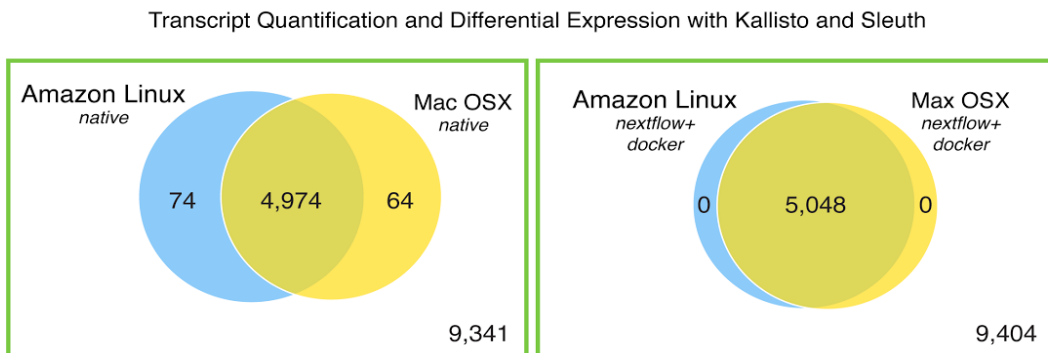 Transcript Quantification and Differential Expression with Kallisto and Sleuth
Amazon Linux
native
Mac OSX
native
74
4,974
64
9,341
Amazon Linux
nextflow+
docker
Max OSX
nextflow+
docker
0
5,048
0
9,404